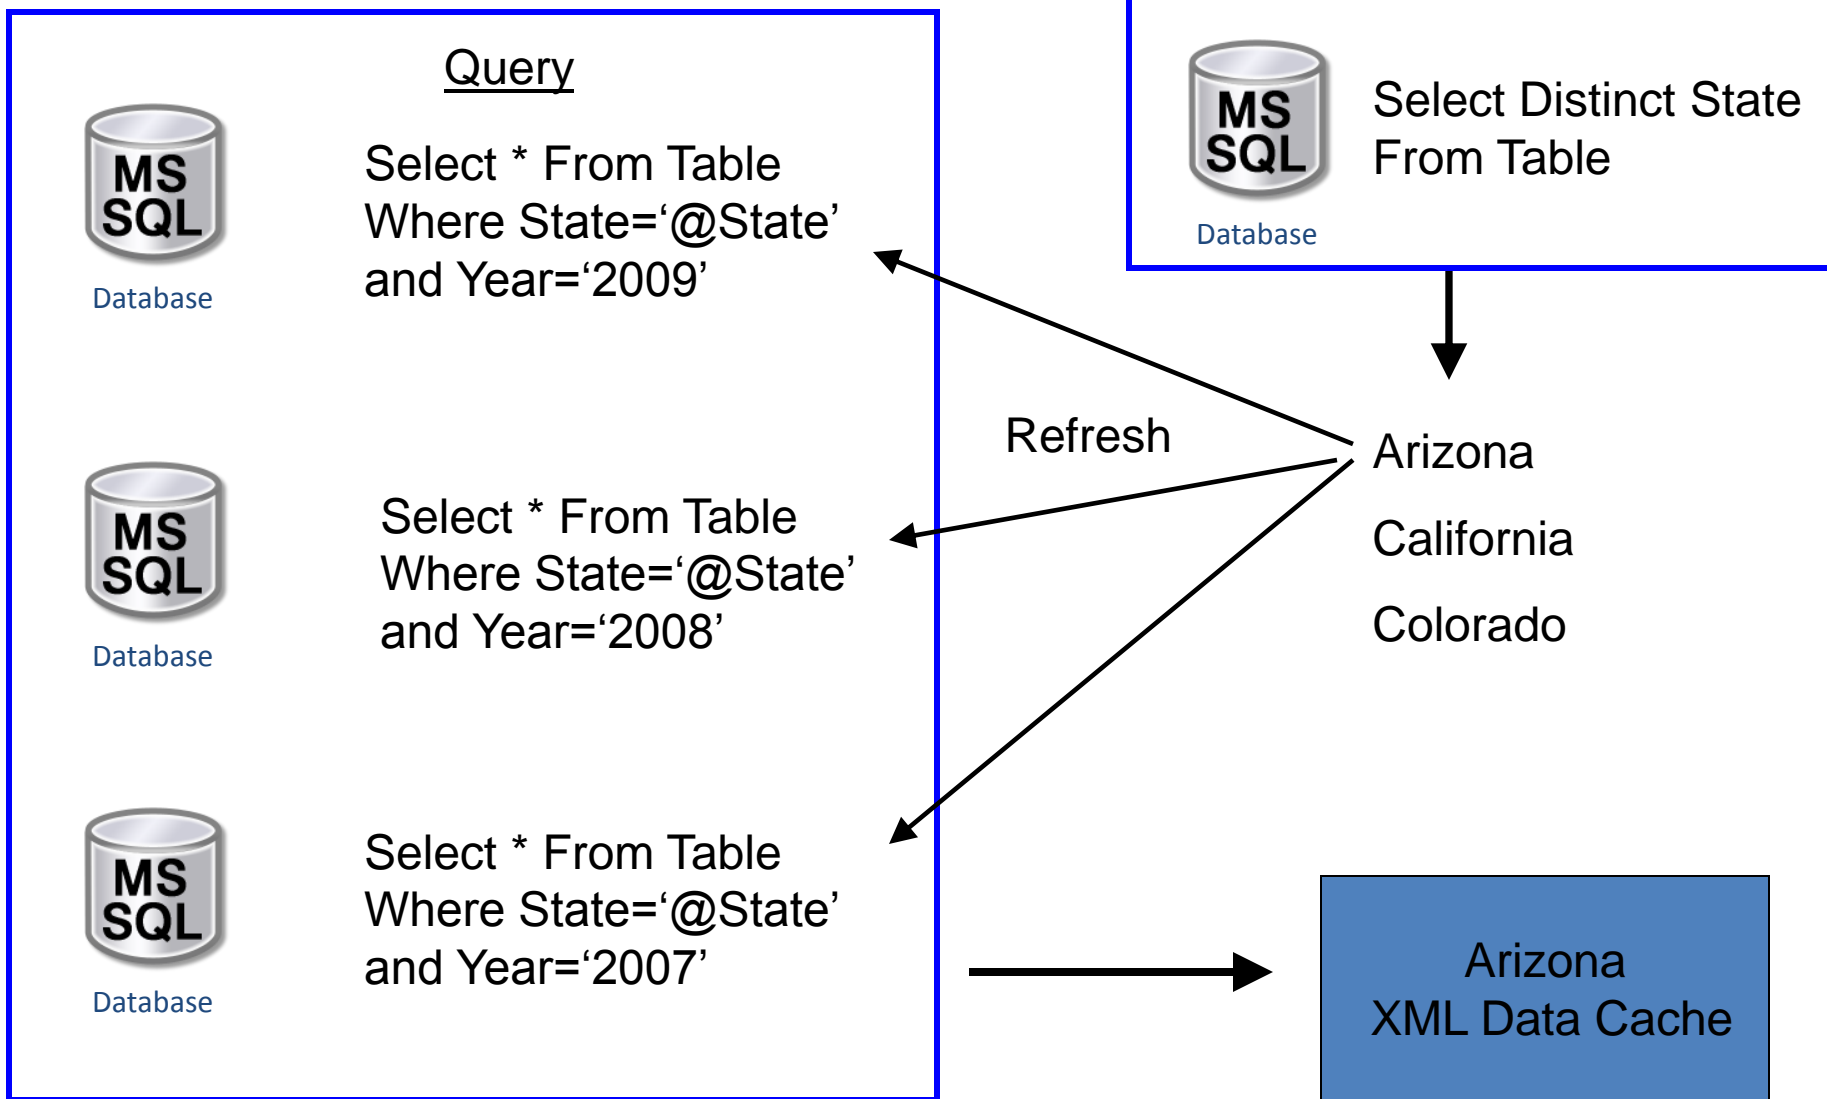 Query
MS
SQL
Database
Select * From Table
Where State=‘@State’
and Year=‘2009’
MS
SQL
Database
Select * From Table
Where State=‘@State’
and Year=‘2008’
MS
SQL
Database
Select * From Table
Where State=‘@State’
and Year=‘2007’
MS
SQL
Database
Select Distinct State
From Table
Refresh
Arizona
California
Colorado
Arizona
XML Data Cache